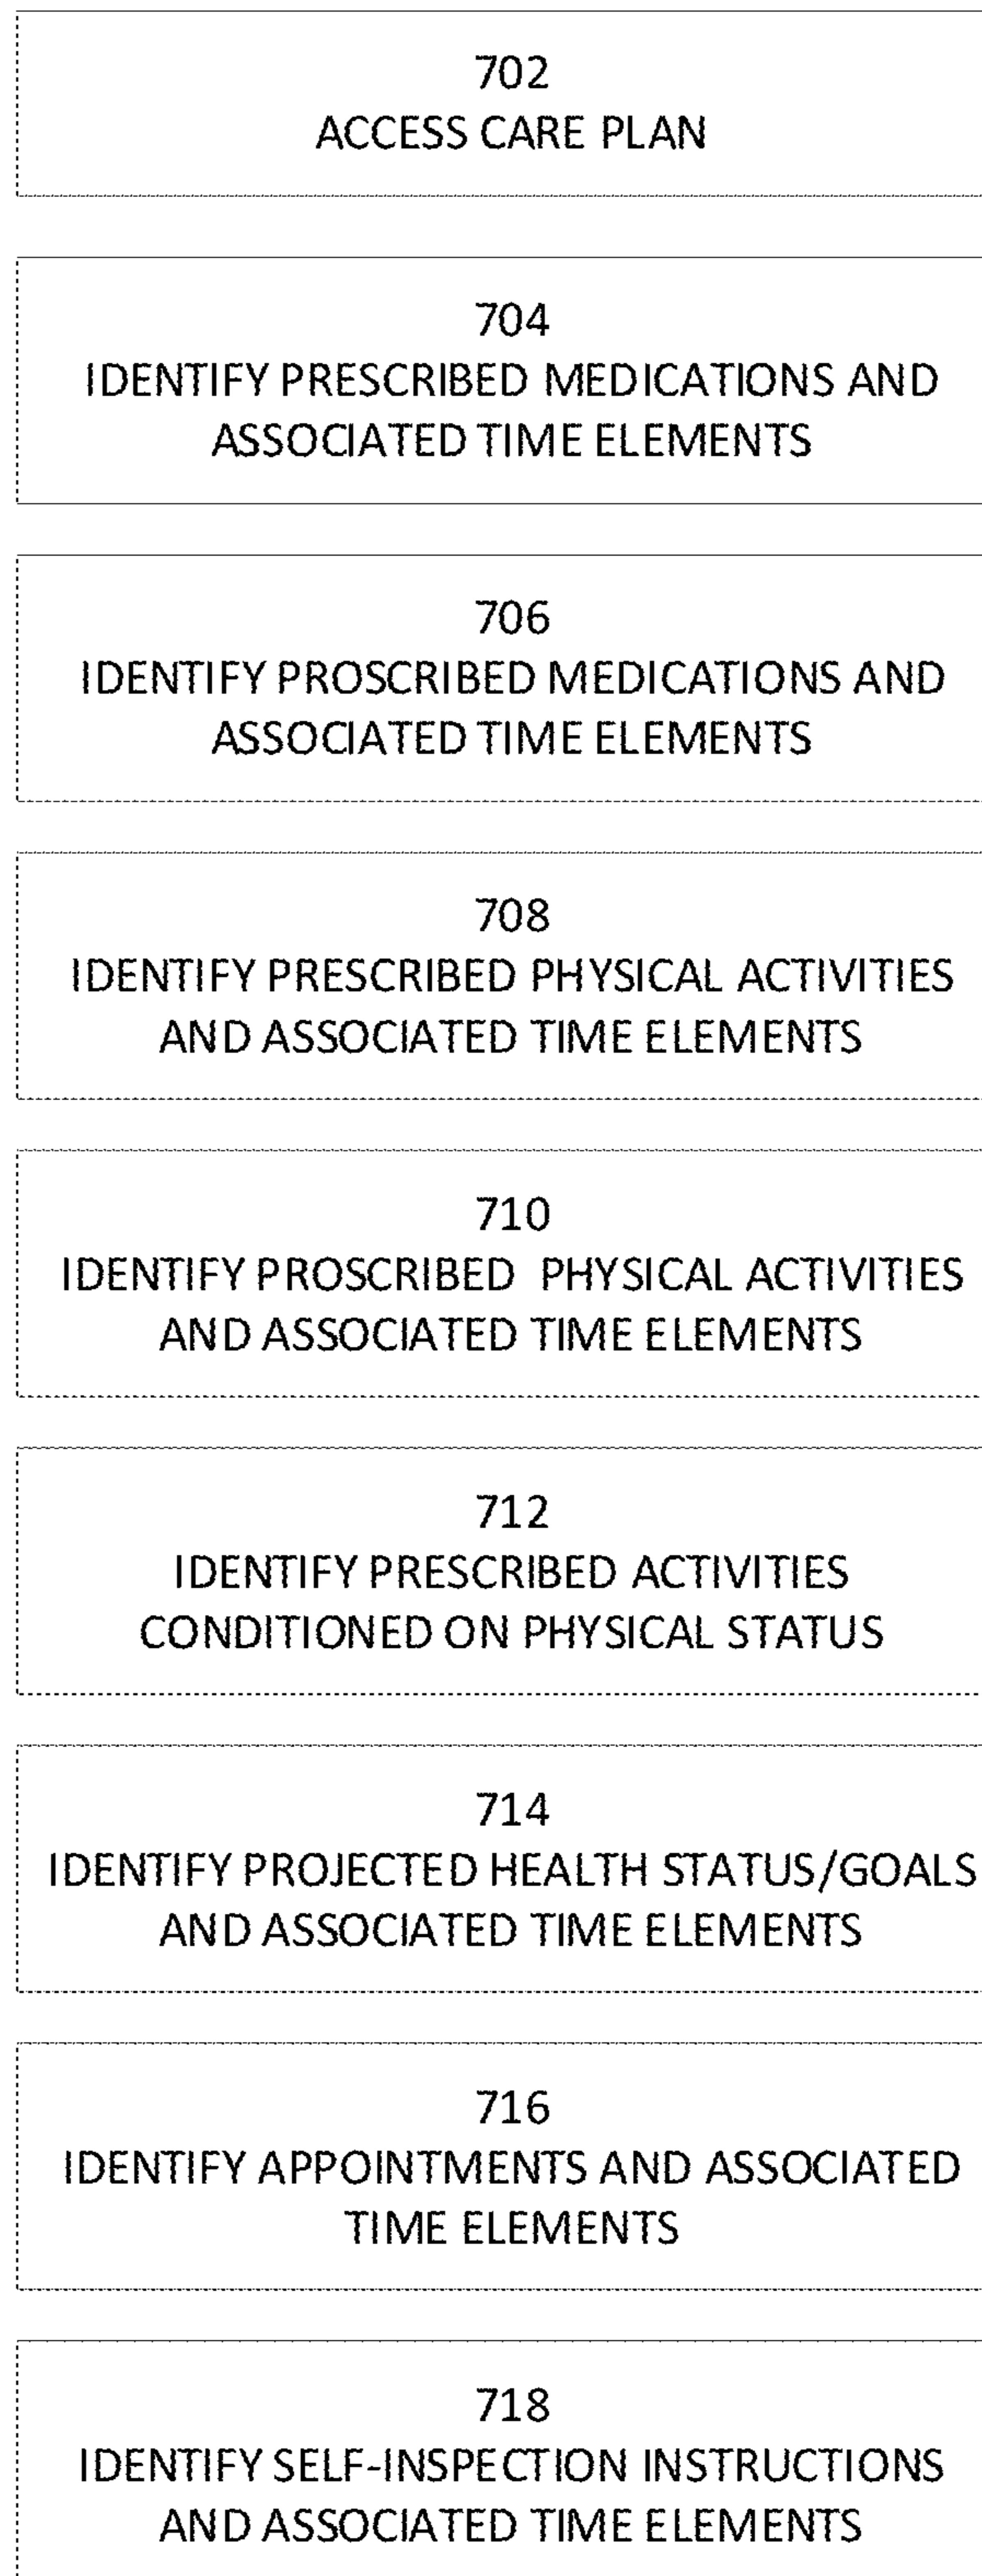 702
ACCESS CARE PLAN
704
IDENTIFY PRESCRIBED MEDICATIONS AND
ASSOCIATED TIME ELEMENTS
706
IDENTIFY PROSCRIBED MEDICATIONS AND
ASSOCIATED TIME ELEMENTS
708
IDENTIFY PRESCRIBED PHYSICAL ACTIVITIES
AND ASSOCIATED TIME ELEMENTS
710
IDENTIFY PROSCRIBED PHYSICAL ACTIVITIES
AND ASSOCIATED TIME ELEMENTS
712
IDENTIFY PRESCRIBED ACTIVITIES
CONDITIONED ON PHYSICAL STATUS
714
IDENTIFY PROJECTED HEALTH STATUS/GOALS
AND ASSOCIATED TIME ELEMENTS
716
IDENTIFY APPOINTMENTS AND ASSOCIATED
TIME ELEMENTS
718
IDENTIFY SELF-INSPECTION INSTRUCTIONS
AND ASSOCIATED TIME ELEMENTS